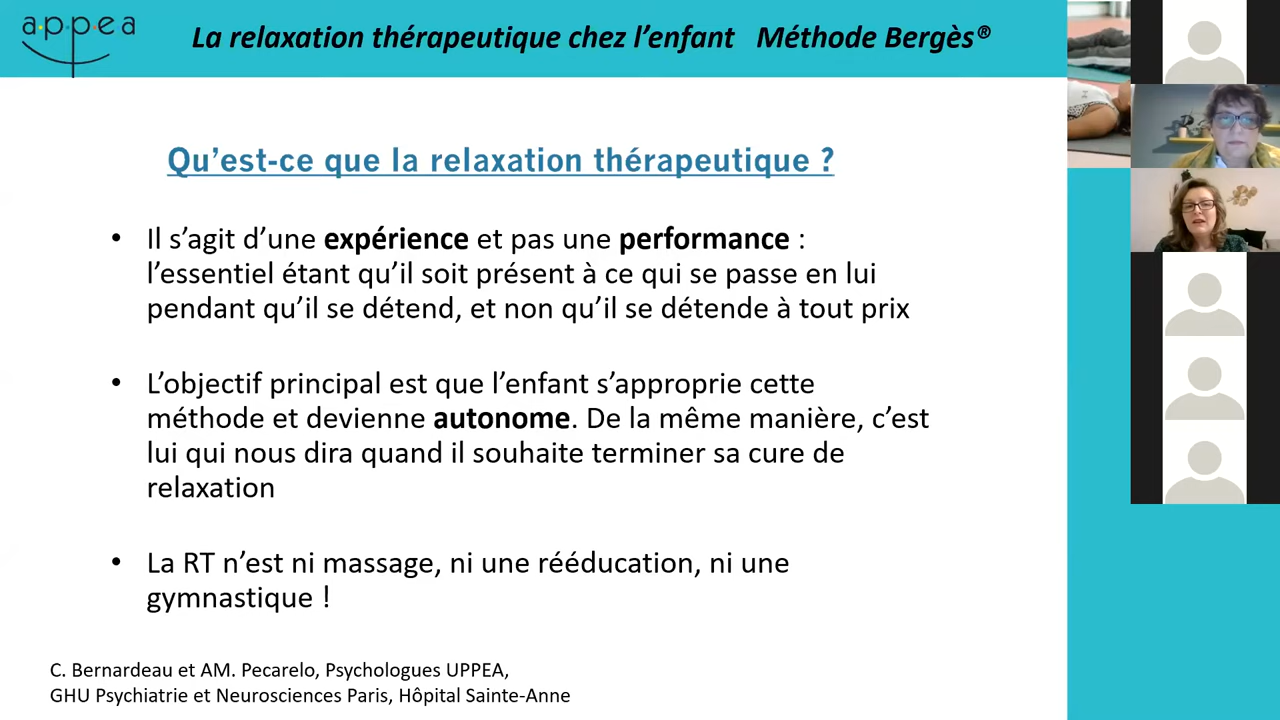 appea
La relaxation thérapeutique chez l’enfant Méthode Bergès®
Qu’est-ce que la relaxation thérapeutique ?
• Il s’agit d’une expérience et pas une performance :
l’essentiel étant qu’il soit présent à ce qui se passe en lui
pendant qu’il se détend, et non qu’il se détende à tout prix
• L’objectif principal est que l’enfant s’approprie cette
méthode et devienne autonome. De la même manière, c’est
lui qui nous dira quand il souhaite terminer sa cure de
relaxation
• La RT n’est ni massage, ni une rééducation, ni une
gymnastique !
C. Bernardeau et AM. Pecarelo, Psychologues UPPEA,
GHU Psychiatrie et Neurosciences Paris, Hôpital Sainte-Anne